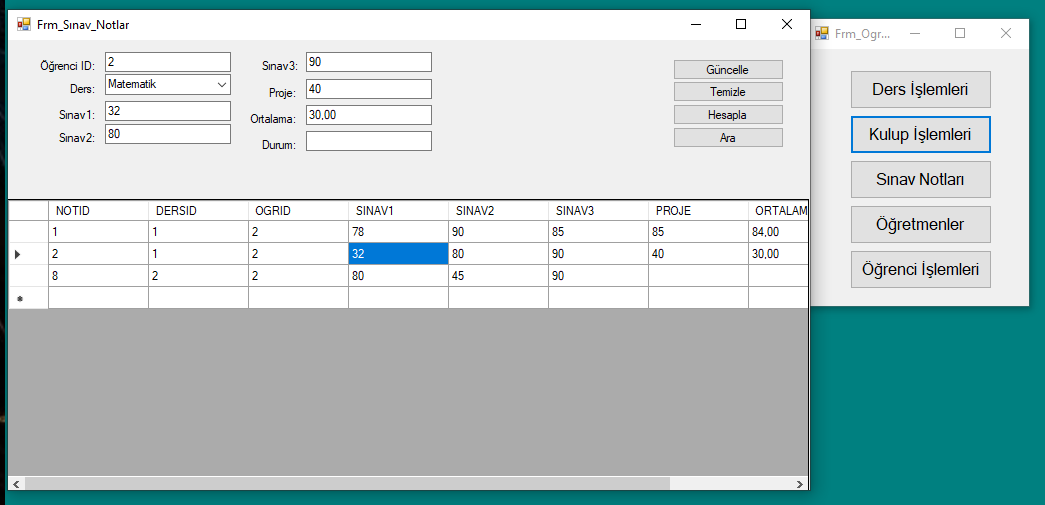 Frm_Sınav_Notlar
Öğrenci ID: 2
Ders: Matematik
Sınav1: 32
Sınav2: 80
Sınav3: 90
Proje: 40
Ortalama: 30,00
Durum:
Güncelle
Temizle
Hesapla
Ara
NOTID DERSID OGRID SINAV1 SINAV2 SINAV3 PROJE ORTALAM
1 1 2 78 90 85 85 84,00
2 1 2 32 80 90 40 30,00
8 2 2 80 45 90
Frm_Ogr...
Ders İşlemleri
Kulup İşlemleri
Sınav Notları
Öğretmenler
Öğrenci İşlemleri